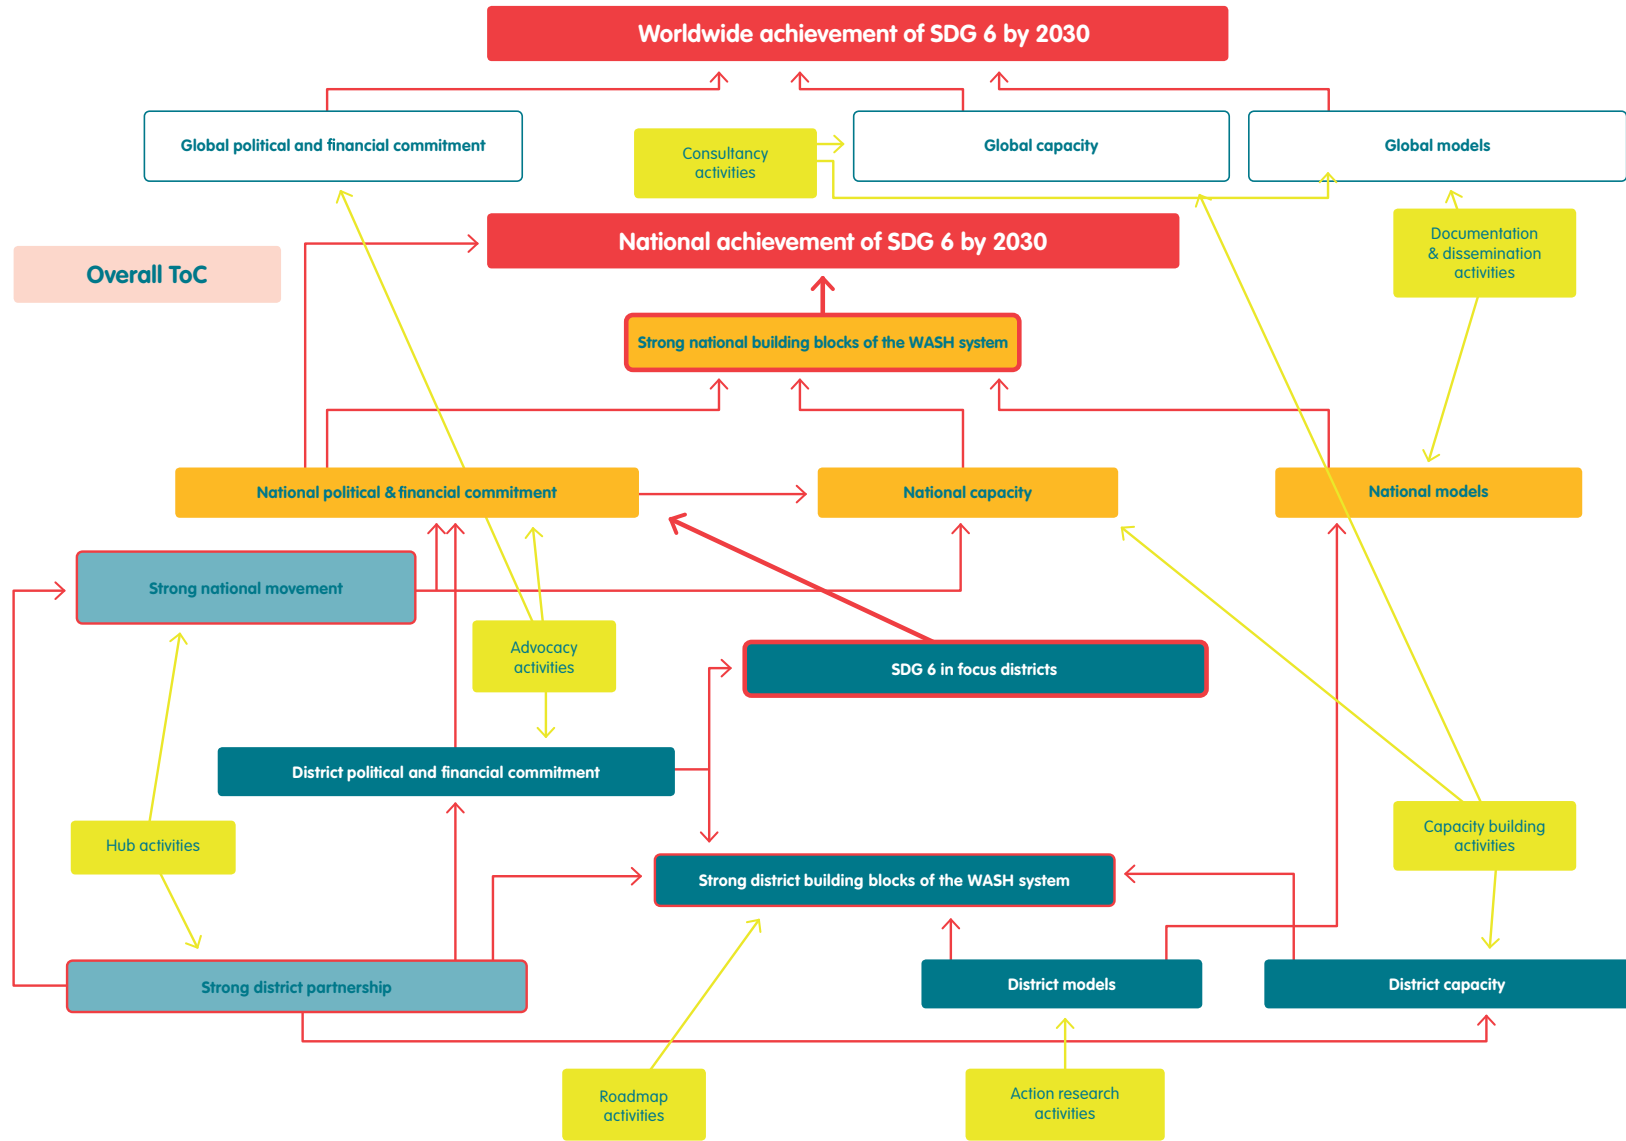 Worldwide achievement of SDG 6 by 2030
Global political and financial commitment
Consultancy
activities
Global capacity
Global models
National achievement of SDG 6 by 2030
Documentation
& dissemination
activities
Overall ToC
Strong national building blocks of the WASH system
National political & financial commitment
National capacity
National models
Strong national movement
Advocacy
activities
SDG 6 in focus districts
District political and financial commitment
Hub activities
Capacity building
activities
Strong district building blocks of the WASH system
Strong district partnership
District models
District capacity
Roadmap
activities
Action research
activities